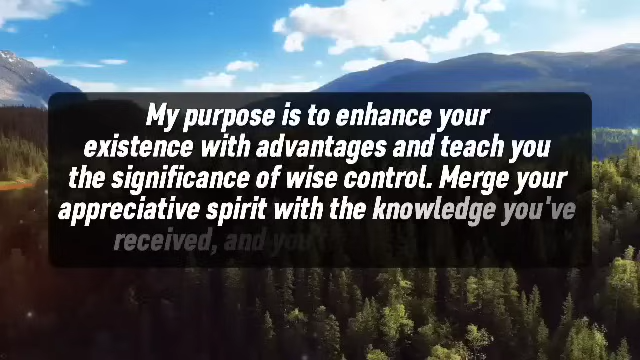 My purpose is to enhance your
existence with advantages and teach you
the significance of wise control. Merge your
appreciative spirit with the knowledge you've
received, and you